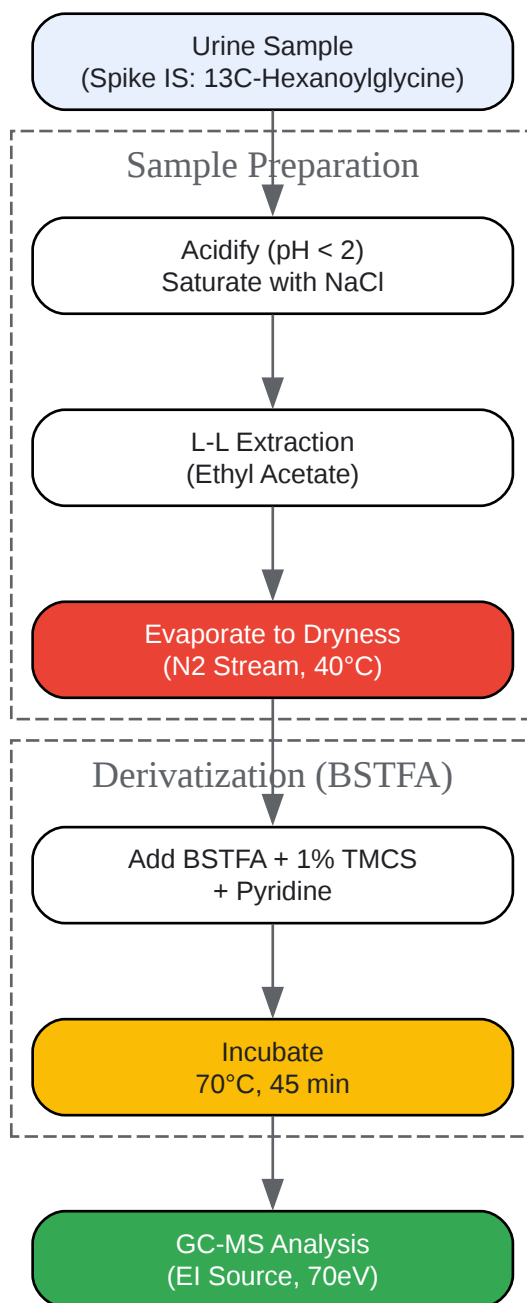 Urine Sample
(Spike IS: 13C-Hexanoylglycine)
Sample Preparation
Acidify (pH < 2)
Saturate with NaCl
L-L Extraction
(Ethyl Acetate)
Evaporate to Dryness
(N2 Stream, 40°C)
Derivatization (BSTFA)
Add BSTFA + 1% TMCS
+ Pyridine
Incubate
70°C, 45 min
GC-MS Analysis
(EI Source, 70eV)